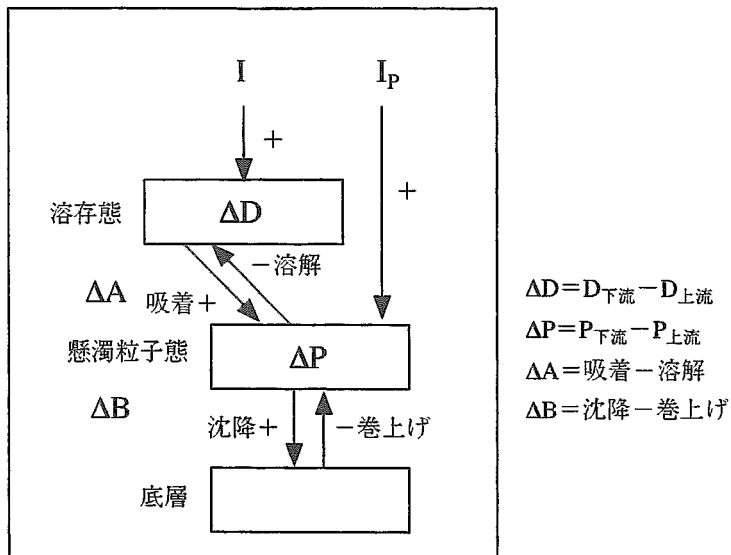 I I_P
+
+
溶存態 ΔD
−溶解
ΔA 吸着+
懸濁粒子態 ΔP
ΔB
沈降+ −巻上げ
底層
ΔD=D下流−D上流
ΔP=P下流−P上流
ΔA=吸着−溶解
ΔB=沈降−巻上げ